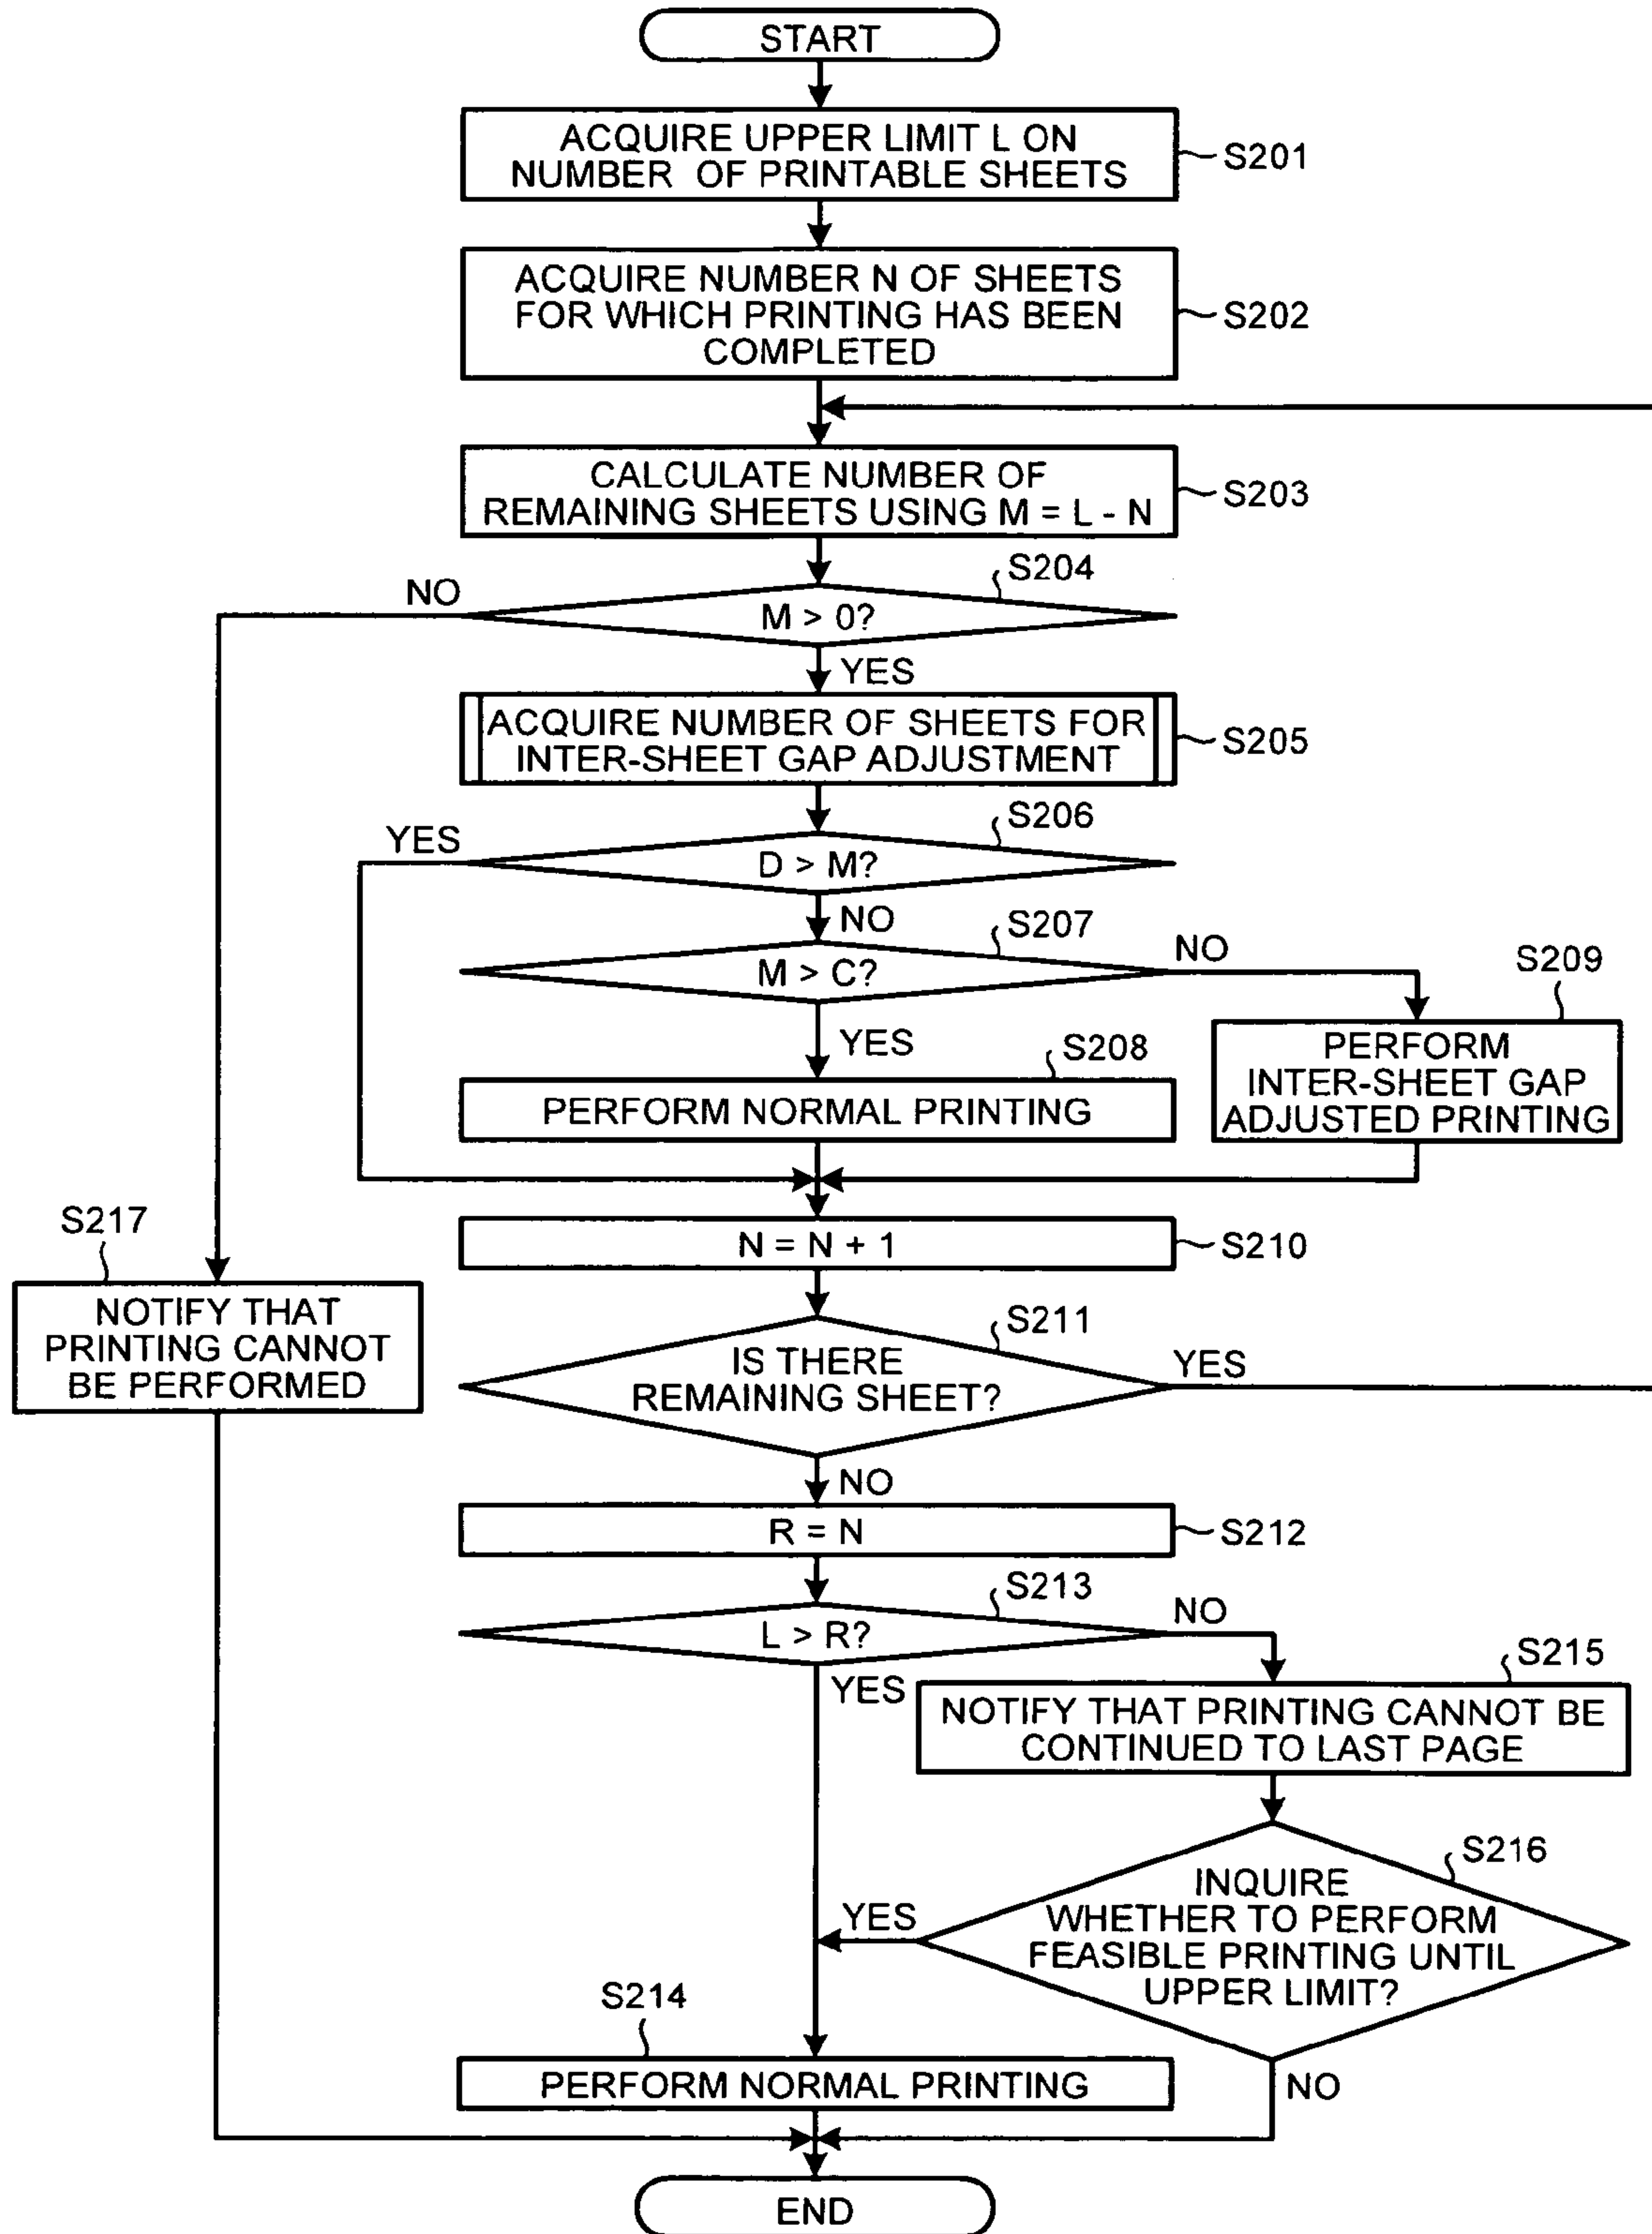 START
ACQUIRE UPPER LIMIT L ON
NUMBER OF PRINTABLE SHEETS
S201
ACQUIRE NUMBER N OF SHEETS
FOR WHICH PRINTING HAS BEEN
COMPLETED
S202
CALCULATE NUMBER OF
REMAINING SHEETS USING M = L - N
S203
S204
NO
M > 0?
YES
ACQUIRE NUMBER OF SHEETS FOR
INTER-SHEET GAP ADJUSTMENT
S205
S206
YES
D > M?
NO
S207
M > C?
NO
S209
YES
S208
PERFORM NORMAL PRINTING
PERFORM
INTER-SHEET GAP
ADJUSTED PRINTING
S217
N = N + 1
S210
NOTIFY THAT
PRINTING CANNOT
BE PERFORMED
S211
IS THERE
REMAINING SHEET?
YES
NO
R = N
S212
S213
L > R?
NO
YES
S215
NOTIFY THAT PRINTING CANNOT BE
CONTINUED TO LAST PAGE
S216
INQUIRE
WHETHER TO PERFORM
FEASIBLE PRINTING UNTIL
UPPER LIMIT?
YES
S214
PERFORM NORMAL PRINTING
NO
END